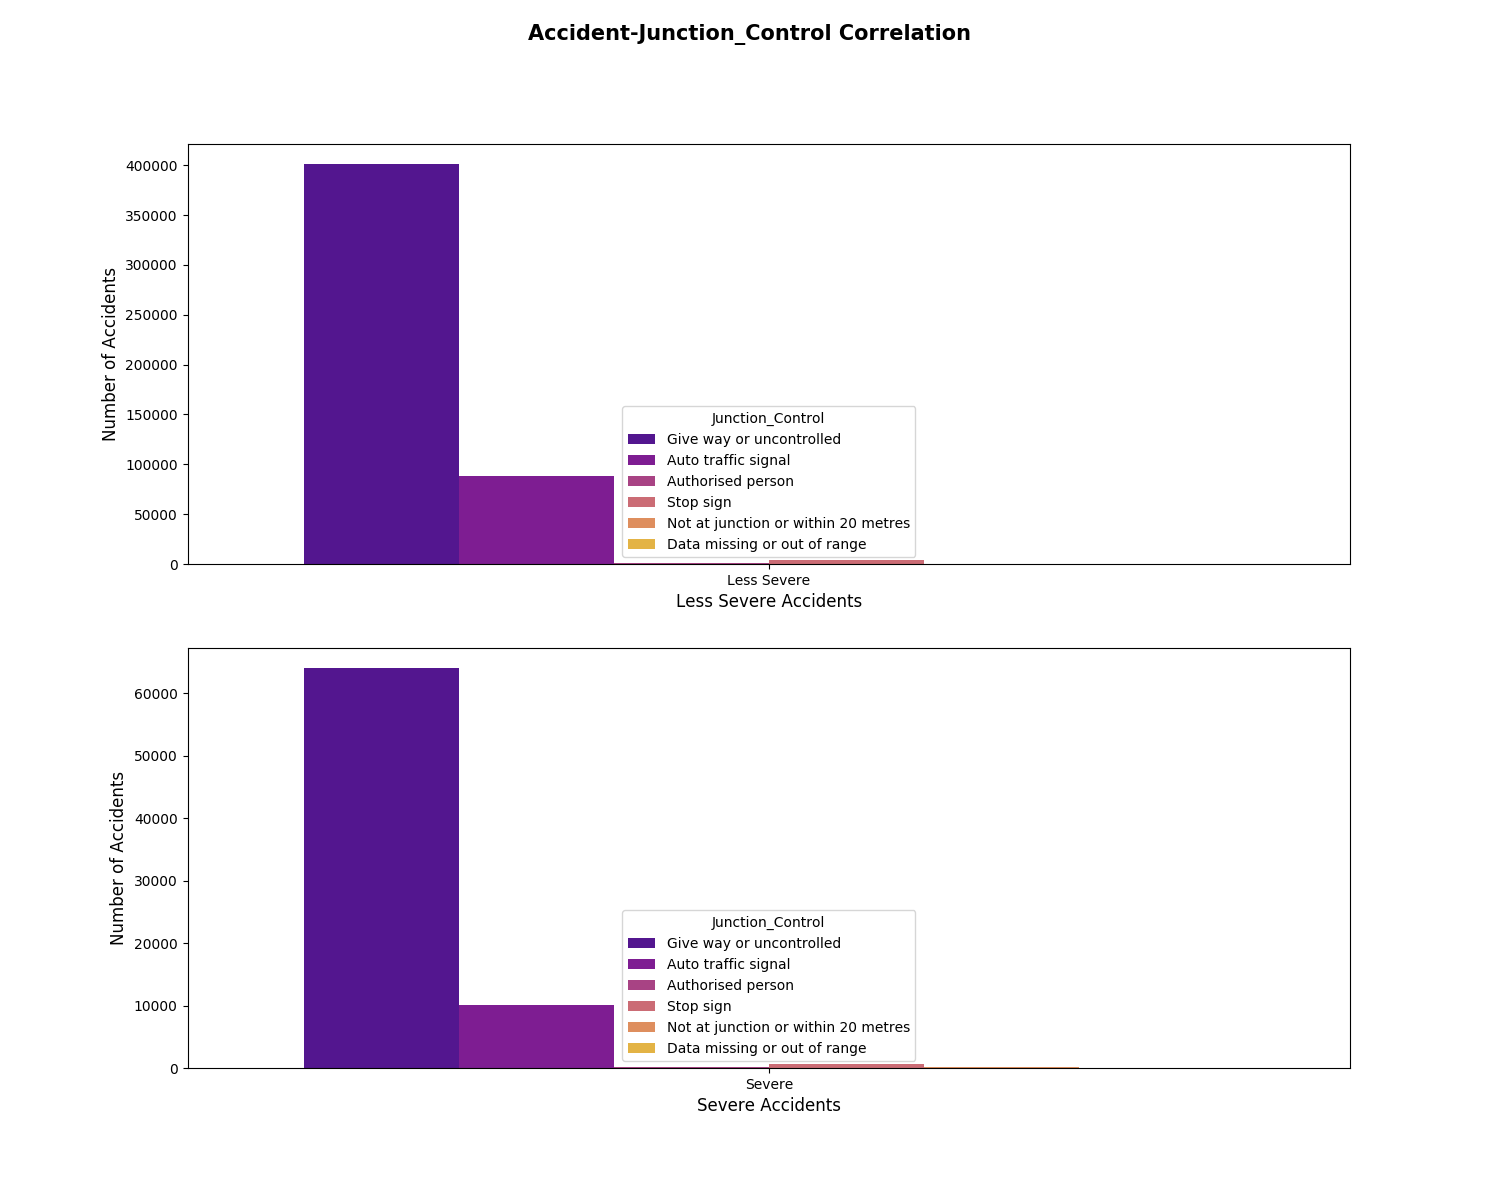 Accident-Junction_Control Correlation
400000
350000
300000
250000
200000
150000
100000
50000
0
Number of Accidents
Junction_Control
Give way or uncontrolled
Auto traffic signal
Authorised person
Stop sign
Not at junction or within 20 metres
Data missing or out of range
Less Severe
Less Severe Accidents
60000
50000
40000
30000
20000
10000
0
Number of Accidents
Junction_Control
Give way or uncontrolled
Auto traffic signal
Authorised person
Stop sign
Not at junction or within 20 metres
Data missing or out of range
Severe
Severe Accidents